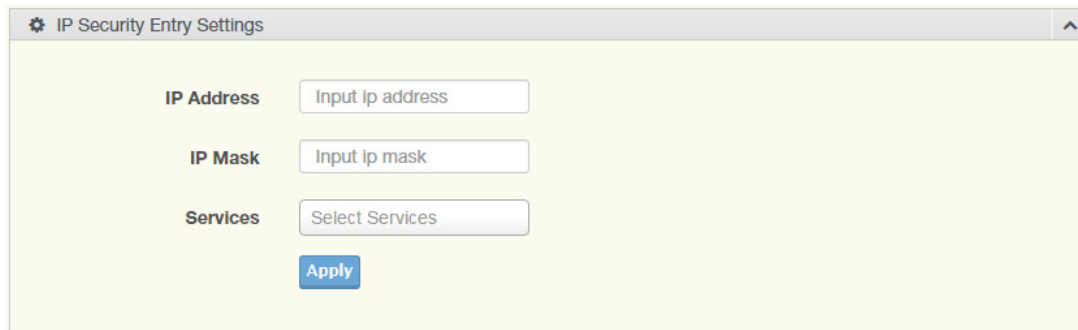 IP Security Entry Settings
IP Address Input ip address
IP Mask Input ip mask
Services Select Services
Apply